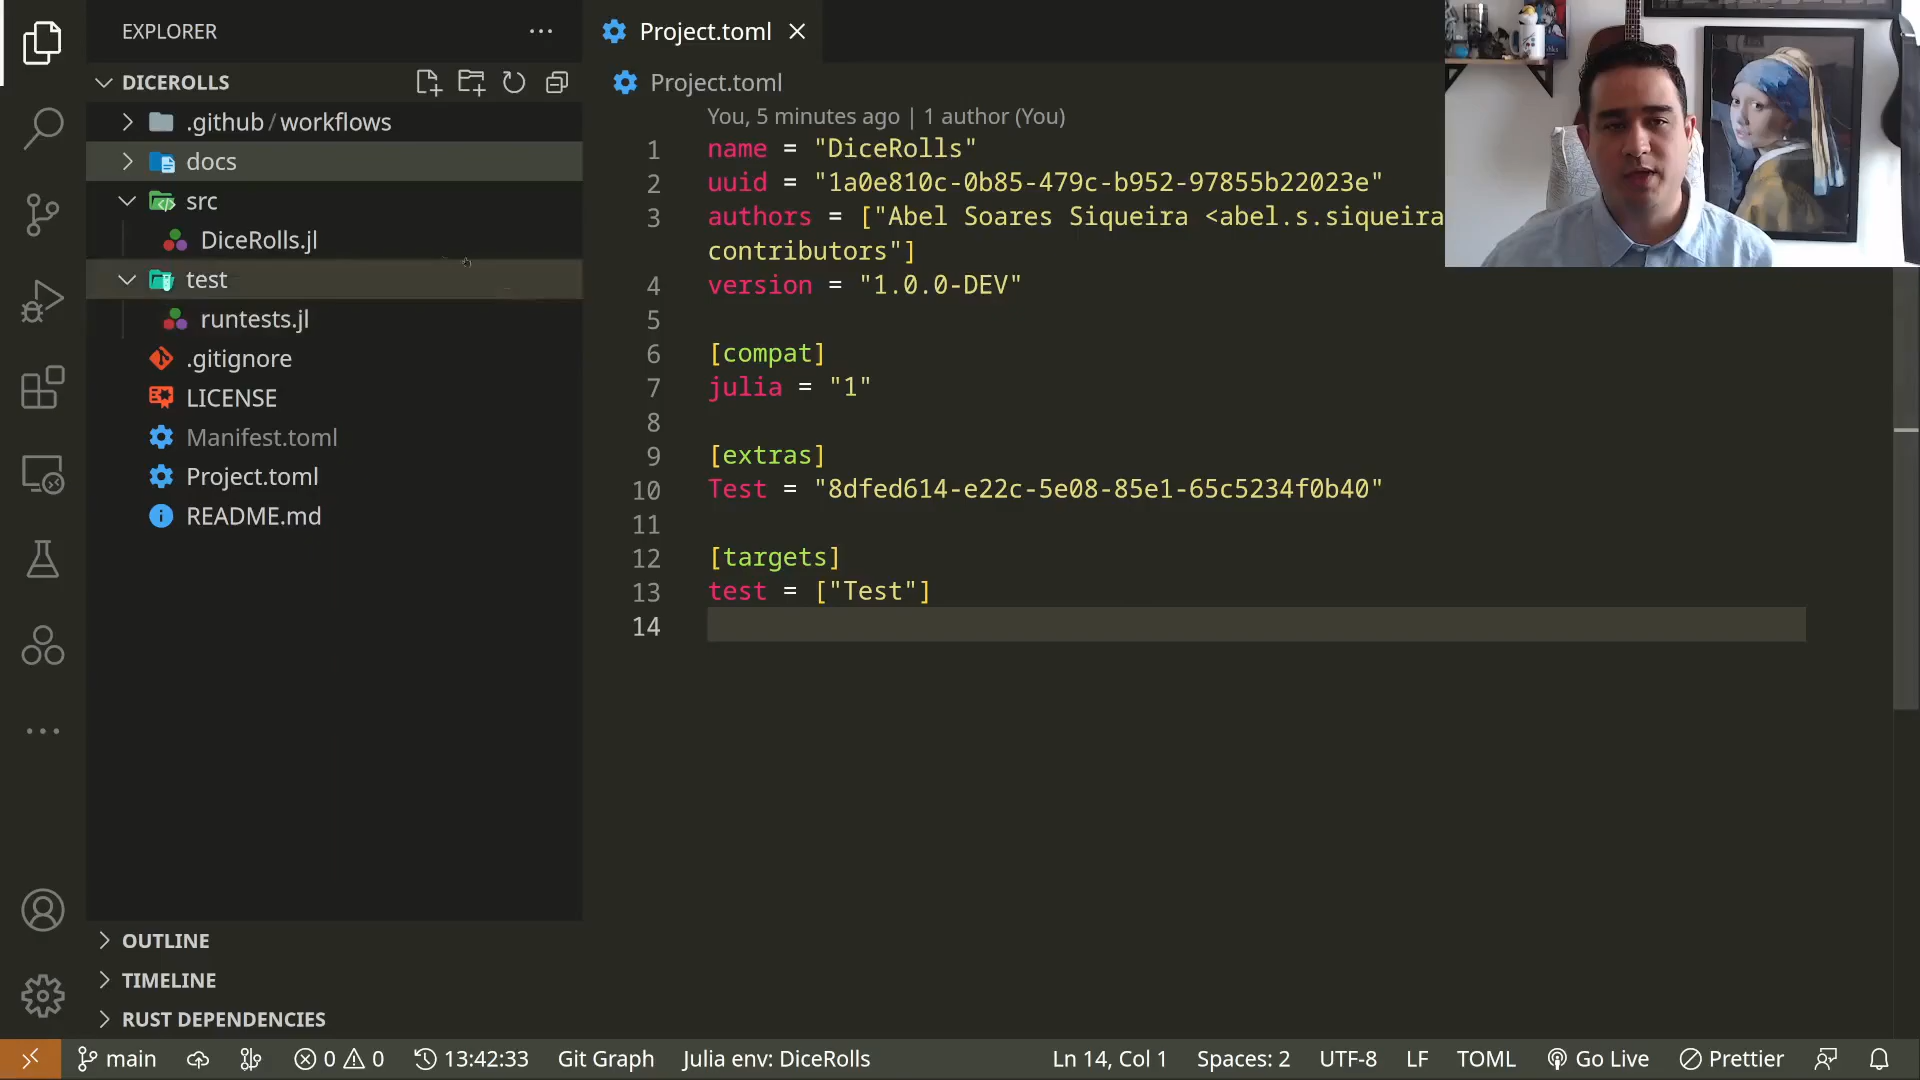 EXPLORER
DICEROLLS
.github/workflows
docs
src
DiceRolls.jl
test
runtests.jl
.gitignore
LICENSE
Manifest.toml
Project.toml
README.md
OUTLINE
TIMELINE
RUST DEPENDENCIES
Project.toml
Project.toml
You, 5 minutes ago | 1 author (You)
1 name = "DiceRolls"
2 uuid = "1a0e810c-0b85-479c-b952-97855b22023e"
3 authors = ["Abel Soares Siqueira <abel.s.siqueira
contributors"]
4 version = "1.0.0-DEV"
5
6 [compat]
7 julia = "1"
8
9 [extras]
10 Test = "8dfed614-e22c-5e08-85e1-65c5234f0b40"
11
12 [targets]
13 test = ["Test"]
14
main 0 0 13:42:33 Git Graph Julia env: DiceRolls Ln 14, Col 1 Spaces: 2 UTF-8 LF TOML Go Live Prettier